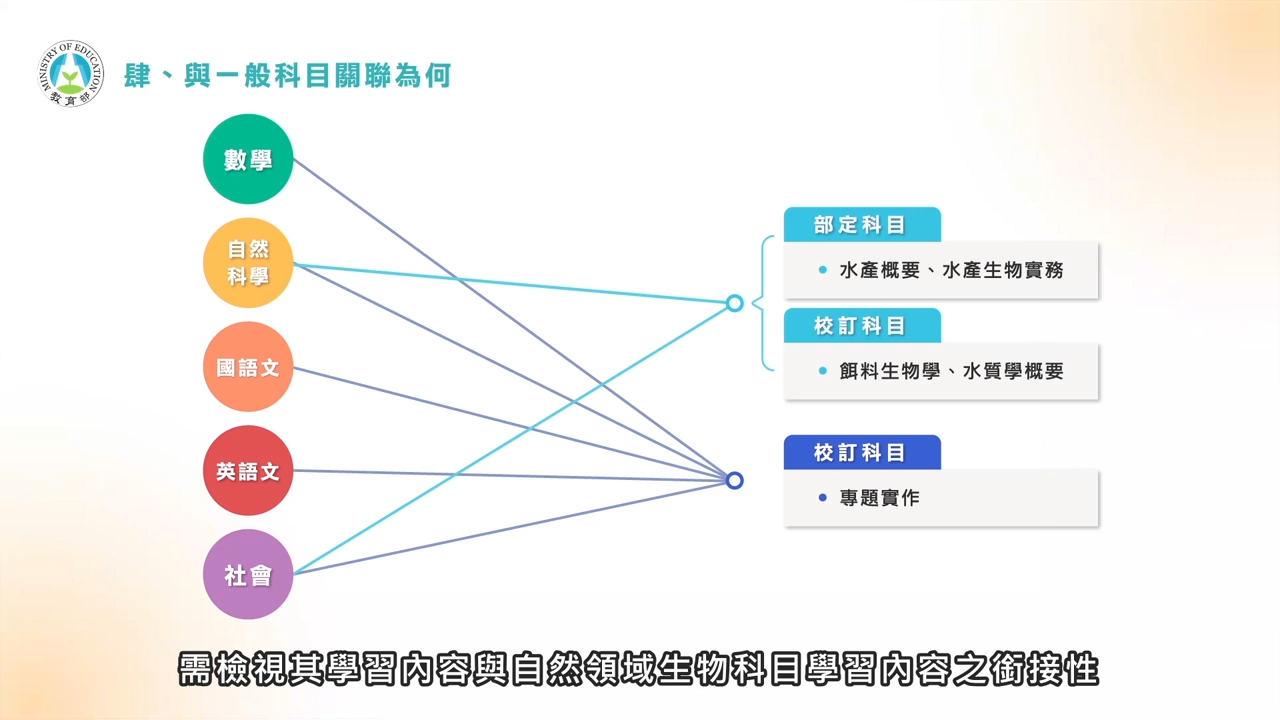 MINISTRY OF EDUCATION
教育部
肆、與一般科目關聯為何
數學
自然
科學
國語文
英語文
社會
部定科目
水產概要、水產生物實務
校訂科目
餌料生物學、水質學概要
校訂科目
專題實作
需檢視其學習內容與自然領域生物科目學習內容之銜接性